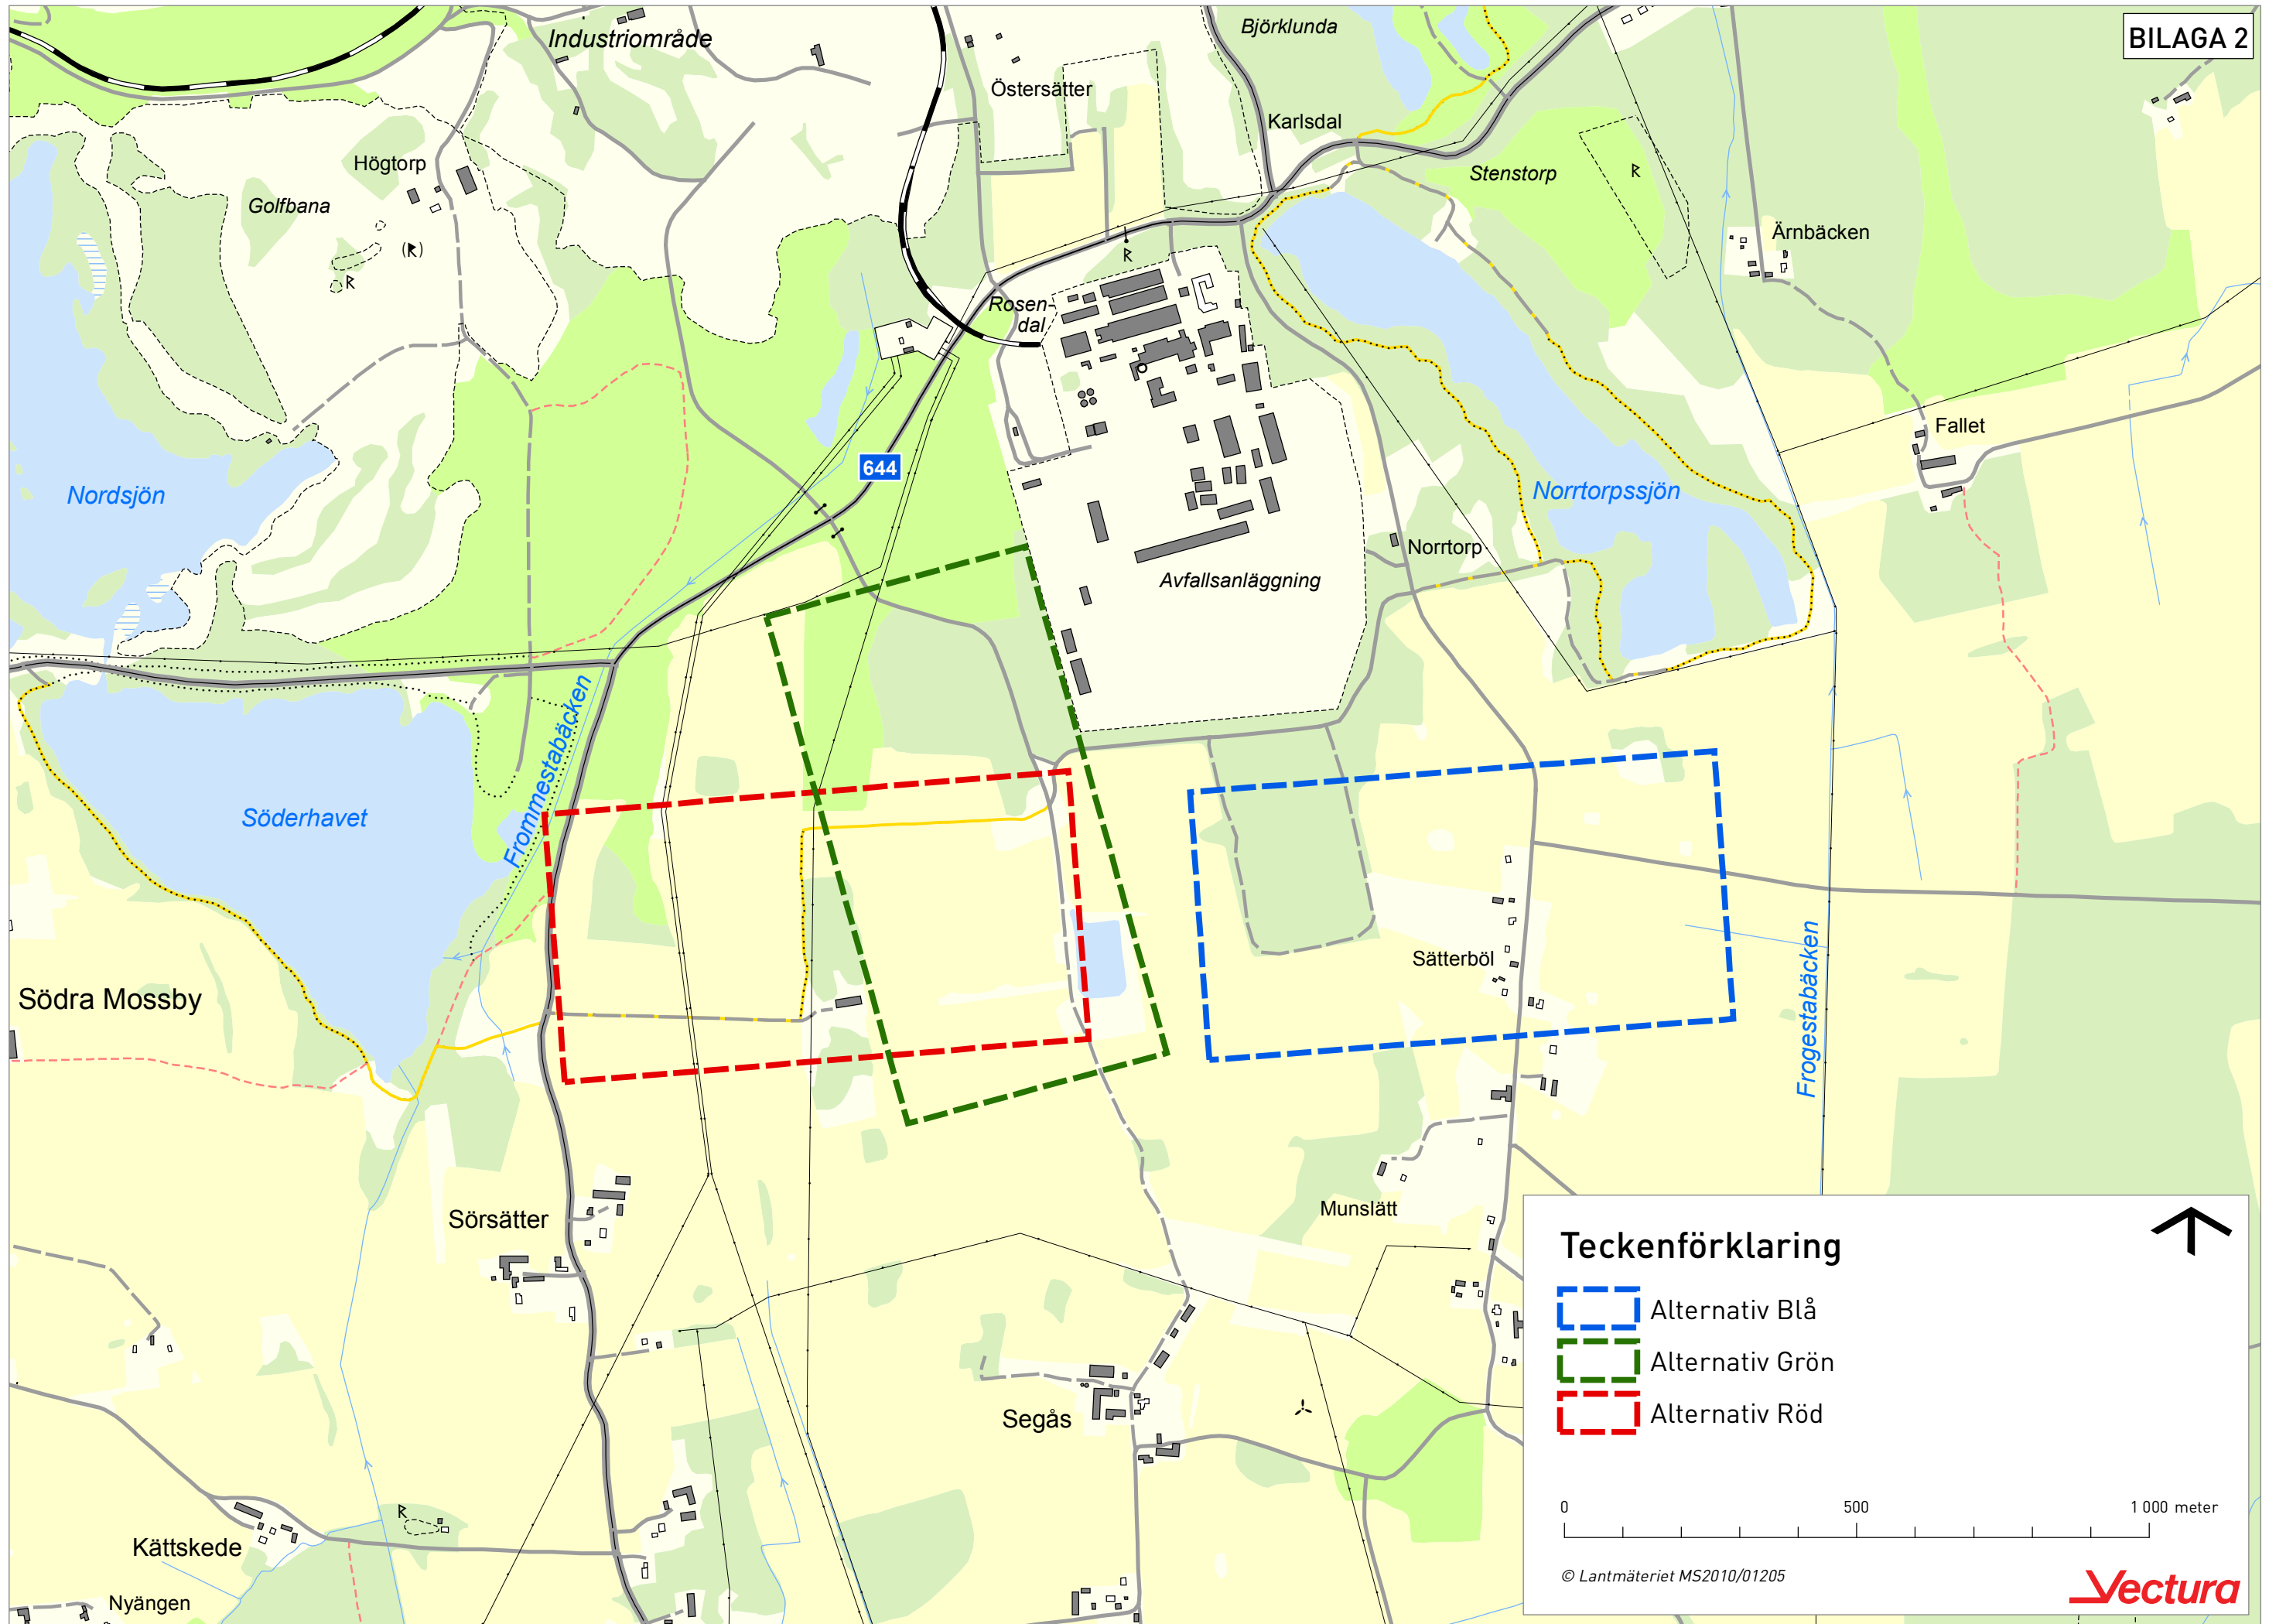 BILAGA 2
Industriområde
Björklunda
Östersätter
Karlsdal
Högtorp
Stenstorp
Golfbana
(R)
R
R
R
Ärnbäcken
Rosen-
dal
Fallet
644
Nordsjön
Norrtorpssjön
Norrtorp
Avfallsanläggning
Frommestabäcken
Söderhavet
Sätterböl
Södra Mossby
Frogestabäcken
Munslätt
Sörsätter
Segås
R
Kättskede
Nyängen
Teckenförklaring
Alternativ Blå
Alternativ Grön
Alternativ Röd
0 500 1 000 meter
© Lantmäteriet MS2010/01205
Vectura